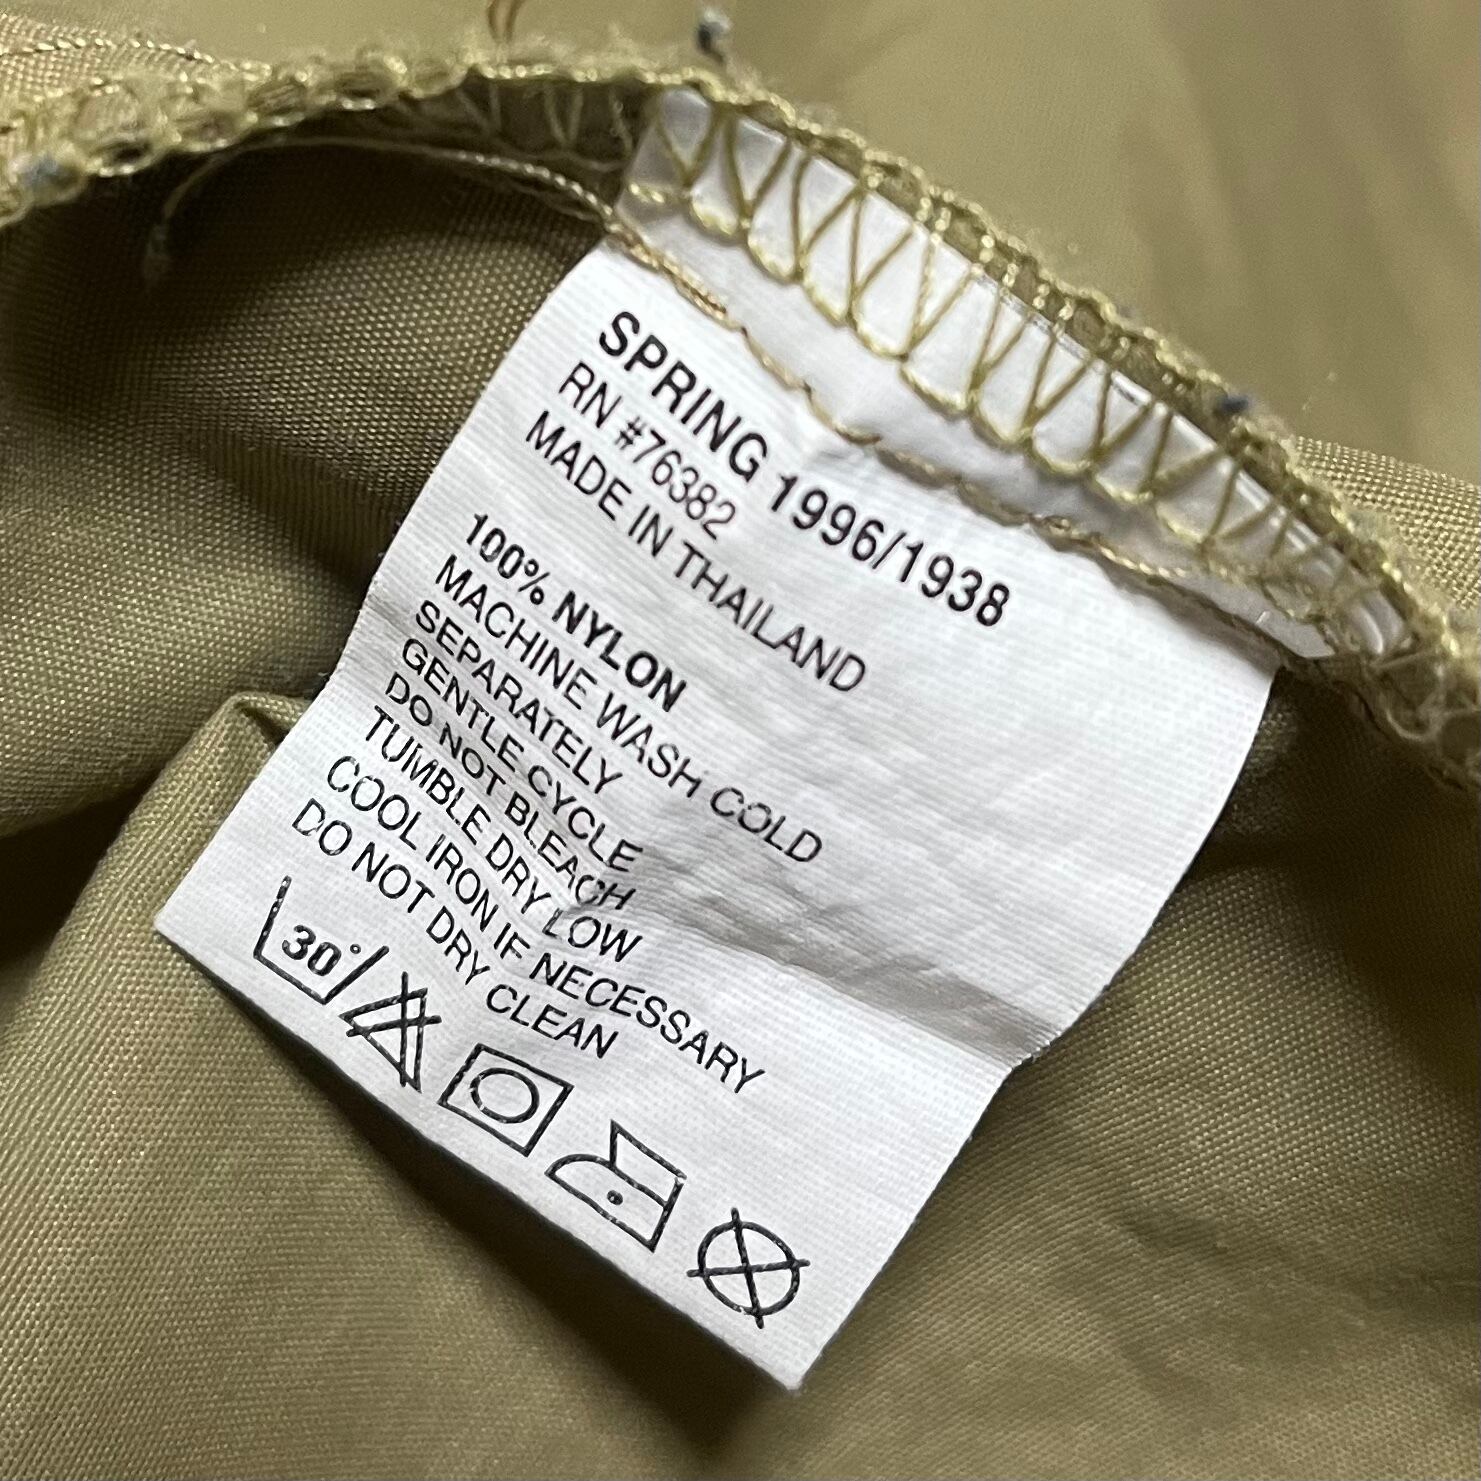 SPRING 1996/1938
RN #76382
MADE IN THAILAND
100% NYLON
MACHINE WASH COLD
SEPARATELY
GENTLE CYCLE
DO NOT BLEACH
TUMBLE DRY LOW
COOL IRON IF NECESSARY
DO NOT DRY CLEAN
30°